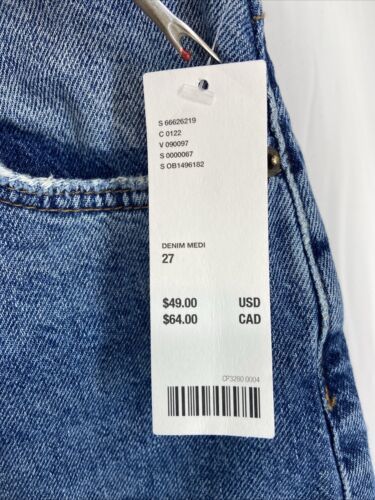 S 66626219
C 0122
V 090097
S 0000067
S OB1496182
DENIM MEDI
27
$49.00 USD
$64.00 CAD
CP3280 0004